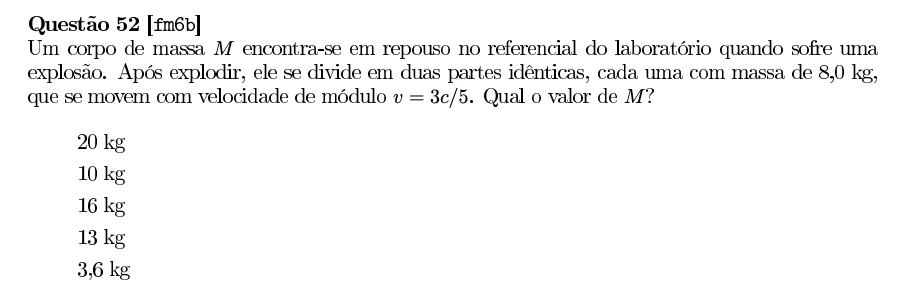 Questão 52 [fm6b]
Um corpo de massa M encontra-se em repouso no referencial do laboratório quando sofre uma
explosão. Após explodir, ele se divide em duas partes idênticas, cada uma com massa de 8,0 kg,
que se movem com velocidade de módulo v = 3c/5. Qual o valor de M?
20 kg
10 kg
16 kg
13 kg
3,6 kg